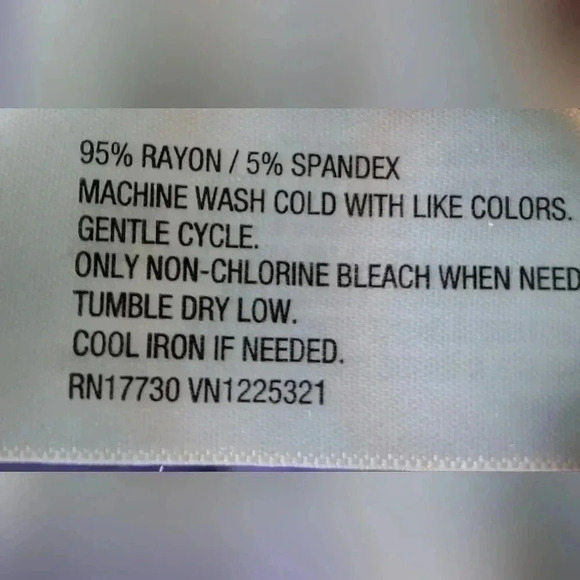 95% RAYON / 5% SPANDEX
MACHINE WASH COLD WITH LIKE COLORS.
GENTLE CYCLE.
ONLY NON-CHLORINE BLEACH WHEN NEED
TUMBLE DRY LOW.
COOL IRON IF NEEDED.
RN17730 VN1225321